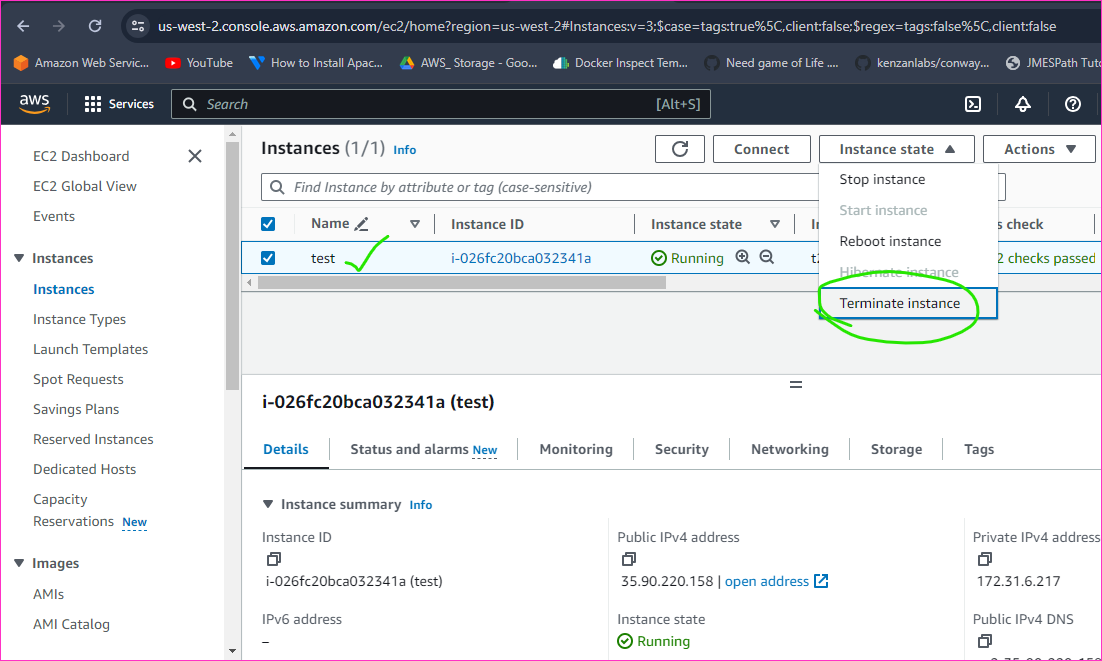 us-west-2.console.aws.amazon.com/ec2/home?region=us-west-2#Instances:v=3;$case=tags:true%5C,client:false;$regex=tags:false%5C,client:false
Amazon Web Servic... YouTube How to Install Apac... AWS_ Storage - Goo... Docker Inspect Tem... Need game of Life .... kenzanlabs/conway... JMESPath Tut
aws Services Search [Alt+S]
EC2 Dashboard
EC2 Global View
Events
Instances
Instances
Instance Types
Launch Templates
Spot Requests
Savings Plans
Reserved Instances
Dedicated Hosts
Capacity
Reservations New
Images
AMIs
AMI Catalog
Instances (1/1) Info Connect Instance state Actions
Find Instance by attribute or tag (case-sensitive)
Name Instance ID Instance state check
test i-026fc20bca032341a Running 2 checks passed
Stop instance
Start instance
Reboot instance
Hibernate instance
Terminate instance
i-026fc20bca032341a (test)
Details Status and alarms New Monitoring Security Networking Storage Tags
Instance summary Info
Instance ID
i-026fc20bca032341a (test)
IPv6 address
–
Public IPv4 address
35.90.220.158 | open address
Instance state
Running
Private IPv4 address
172.31.6.217
Public IPv4 DNS